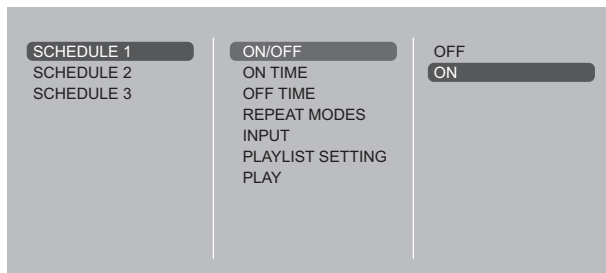 SCHEDULE 1
SCHEDULE 2
SCHEDULE 3
ON/OFF
ON TIME
OFF TIME
REPEAT MODES
INPUT
PLAYLIST SETTING
PLAY
OFF
ON